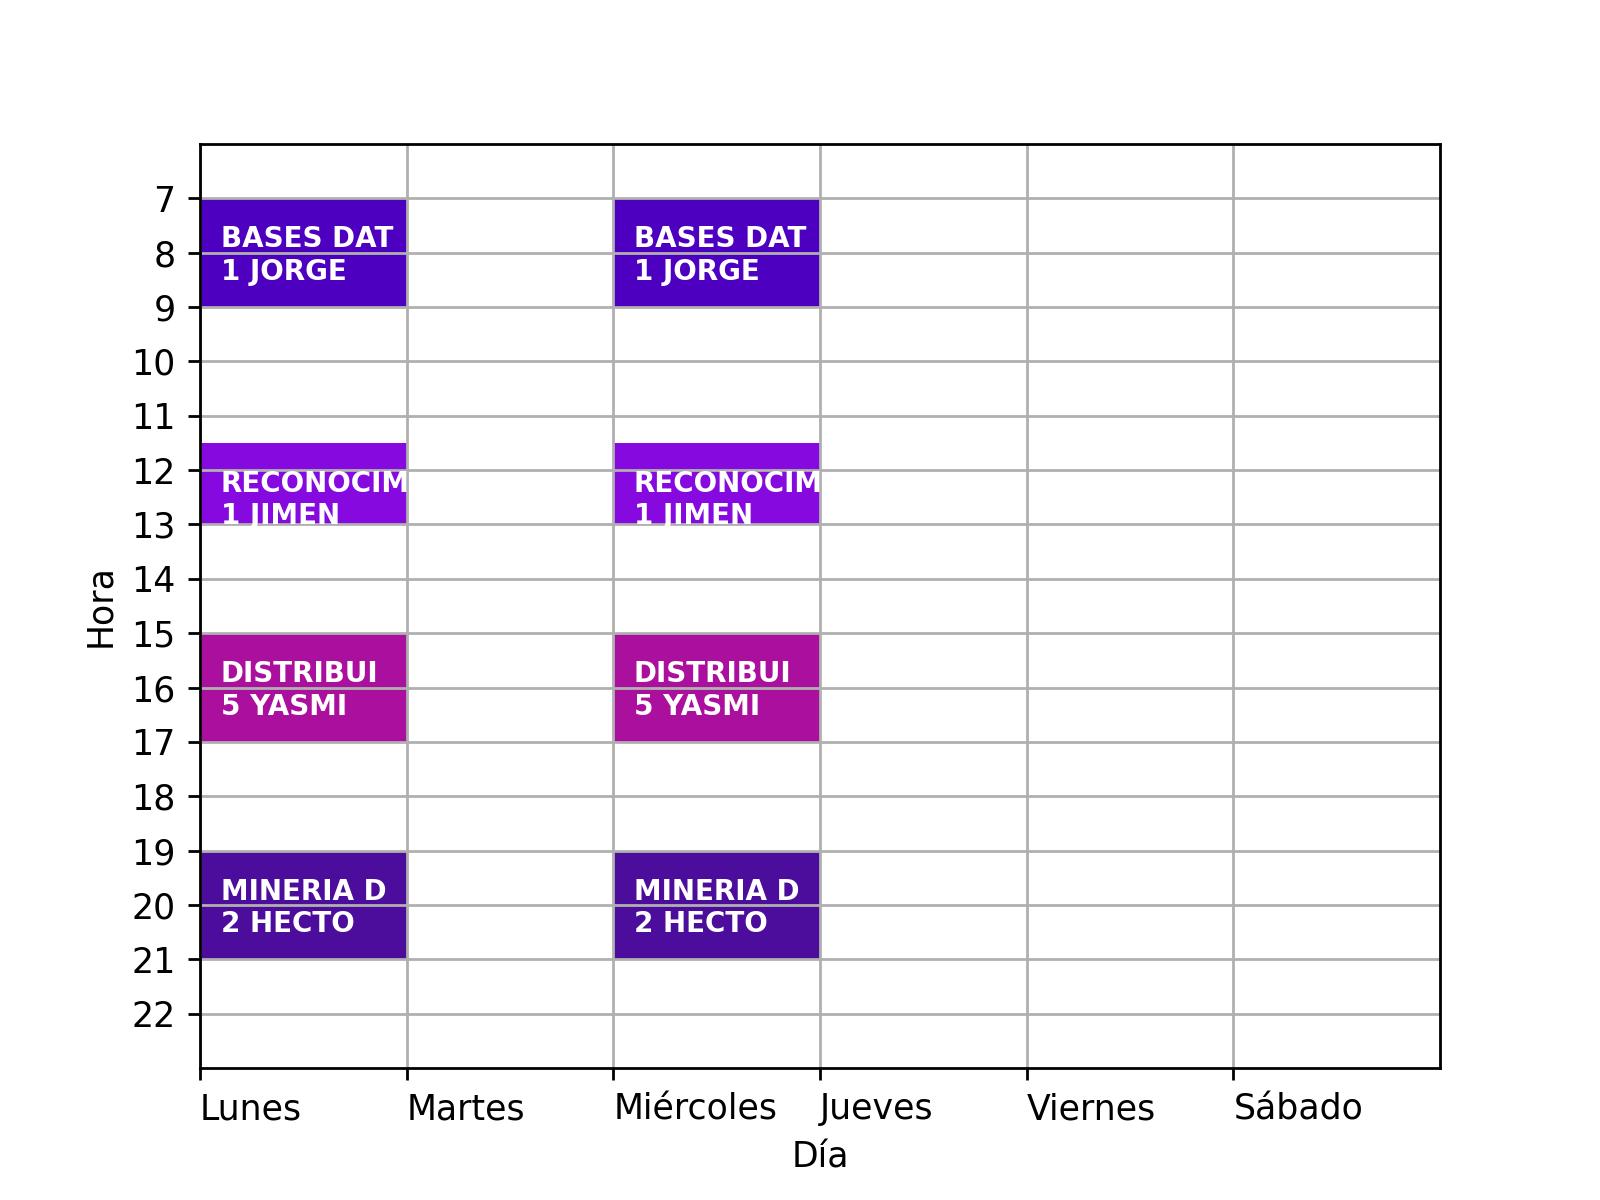 7
BASES DAT
1 JORGE
BASES DAT
1 JORGE
8
9
10
11
12
RECONOCIM
1 JIMEN
RECONOCIM
1 JIMEN
13
14
15
DISTRIBUI
5 YASMI
DISTRIBUI
5 YASMI
16
17
18
19
MINERIA D
2 HECTO
MINERIA D
2 HECTO
20
21
22
Hora
Lunes Martes Miércoles Jueves Viernes Sábado
Día